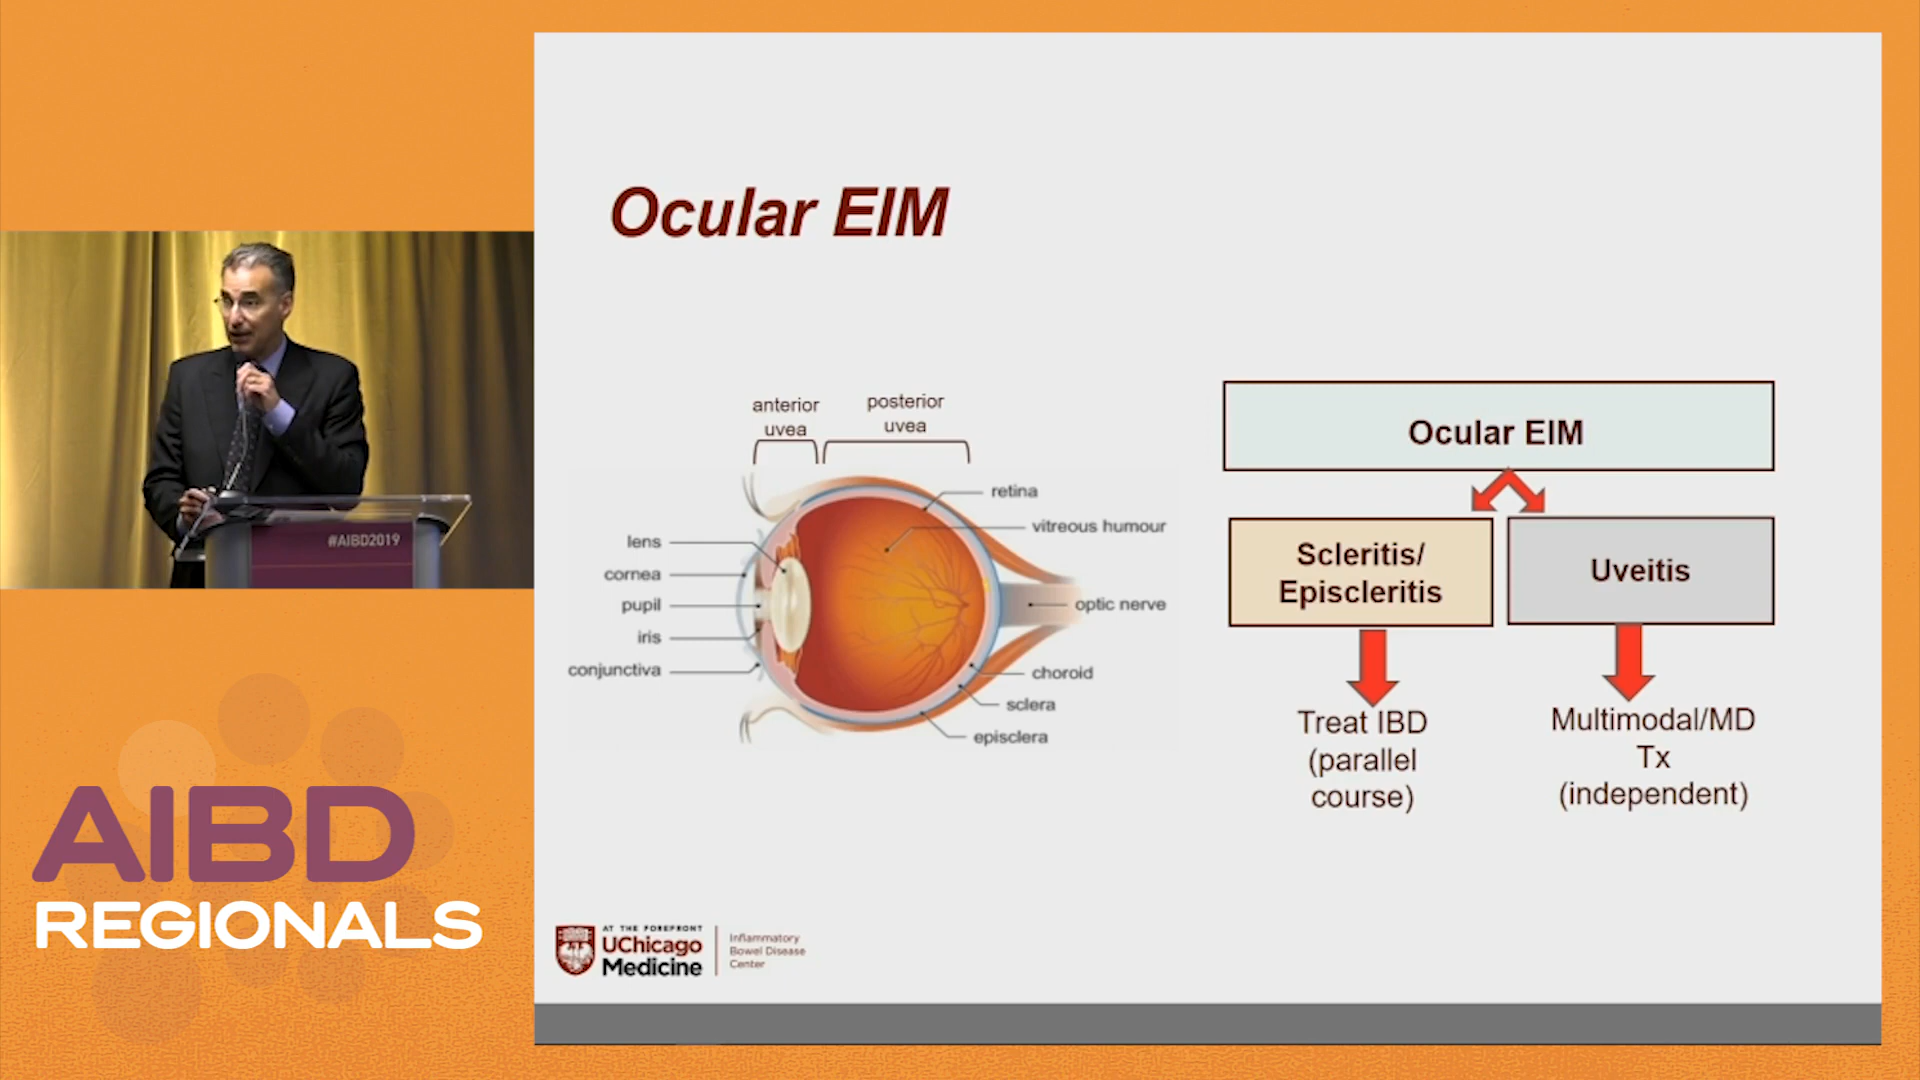 Ocular EIM
anterior
uvea
posterior
uvea
retina
vitreous humour
lens
cornea
pupil
iris
conjunctiva
optic nerve
choroid
sclera
episclera
Ocular EIM
Scleritis/
Episcleritis
Uveitis
Treat IBD
(parallel
course)
Multimodal/MD
Tx
(independent)
#AIBD2019
AIBD
REGIONALS
AT THE FOREFRONT
UChicago
Medicine
Inflammatory
Bowel Disease
Center